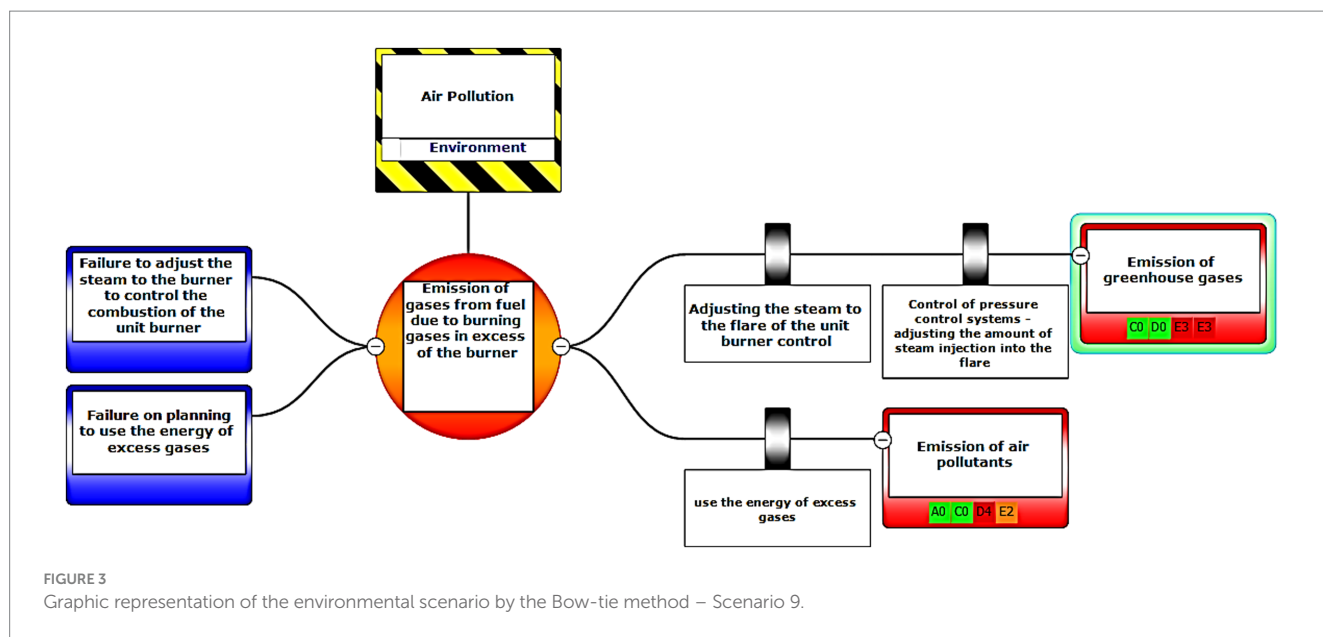 Air Pollution
Environment
Failure to adjust the
steam to the burner
to control the
combustion of the
unit burner
Failure on planning
to use the energy of
excess gases
Emission of
gases from fuel
due to burning
gases in excess
of the burner
Adjusting the steam to
the flare of the unit
burner control
Control of pressure
control systems -
adjusting the amount of
steam injection into the
flare
Emission of
greenhouse gases
C0 D0 E3 E3
use the energy of excess
gases
Emission of air
pollutants
A0 C0 D4 E2
FIGURE 3
Graphic representation of the environmental scenario by the Bow-tie method – Scenario 9.